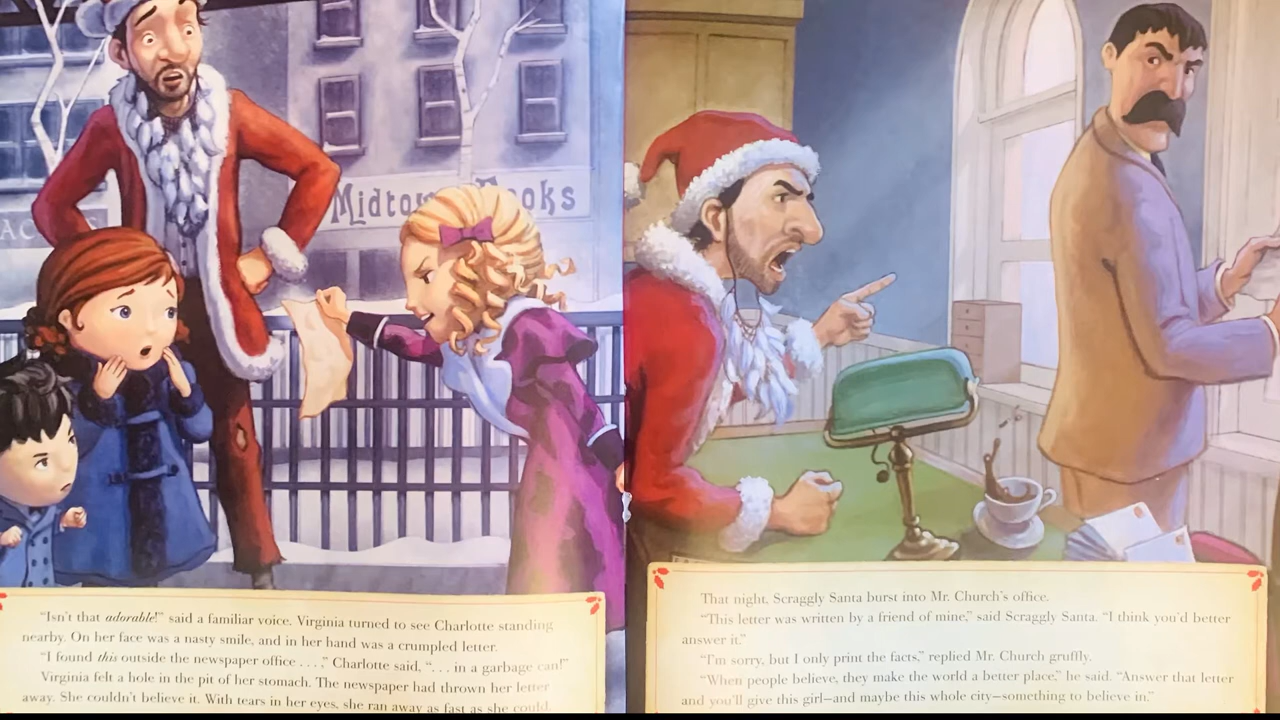 Midtow ooks
AC
"Isn't that adorable!" said a familiar voice. Virginia turned to see Charlotte standing
nearby. On her face was a nasty smile, and in her hand was a crumpled letter.
"I found this outside the newspaper office . . . ," Charlotte said, ". . . in a garbage can!"
Virginia felt a hole in the pit of her stomach. The newspaper had thrown her letter
away. She couldn't believe it. With tears in her eyes, she ran away as fast as she could.
That night, Scraggly Santa burst into Mr. Church's office.
"This letter was written by a friend of mine," said Scraggly Santa. "I think you'd better
answer it."
"I'm sorry, but I only print the facts," replied Mr. Church gruffly.
"When people believe, they make the world a better place," he said. "Answer that letter
and you'll give this girl—and maybe this whole city—something to believe in."